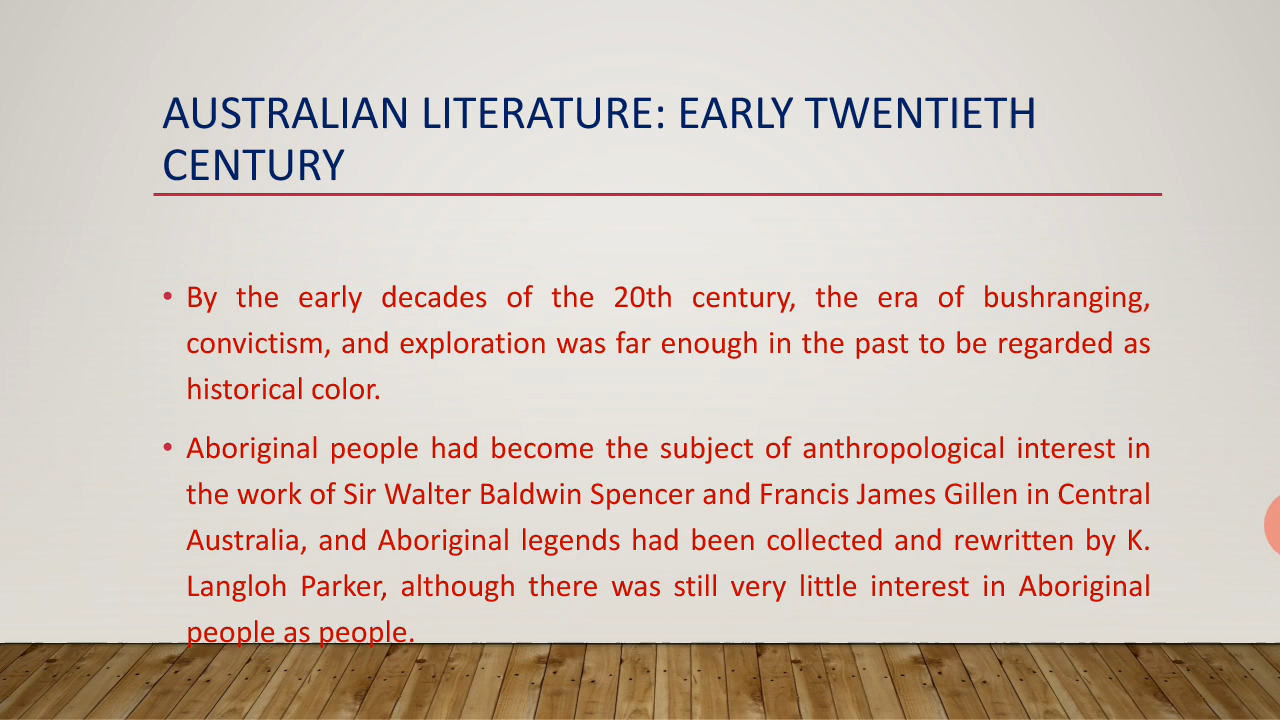 AUSTRALIAN LITERATURE: EARLY TWENTIETH
CENTURY
• By the early decades of the 20th century, the era of bushranging,
convictism, and exploration was far enough in the past to be regarded as
historical color.
• Aboriginal people had become the subject of anthropological interest in
the work of Sir Walter Baldwin Spencer and Francis James Gillen in Central
Australia, and Aboriginal legends had been collected and rewritten by K.
Langloh Parker, although there was still very little interest in Aboriginal
people as people.